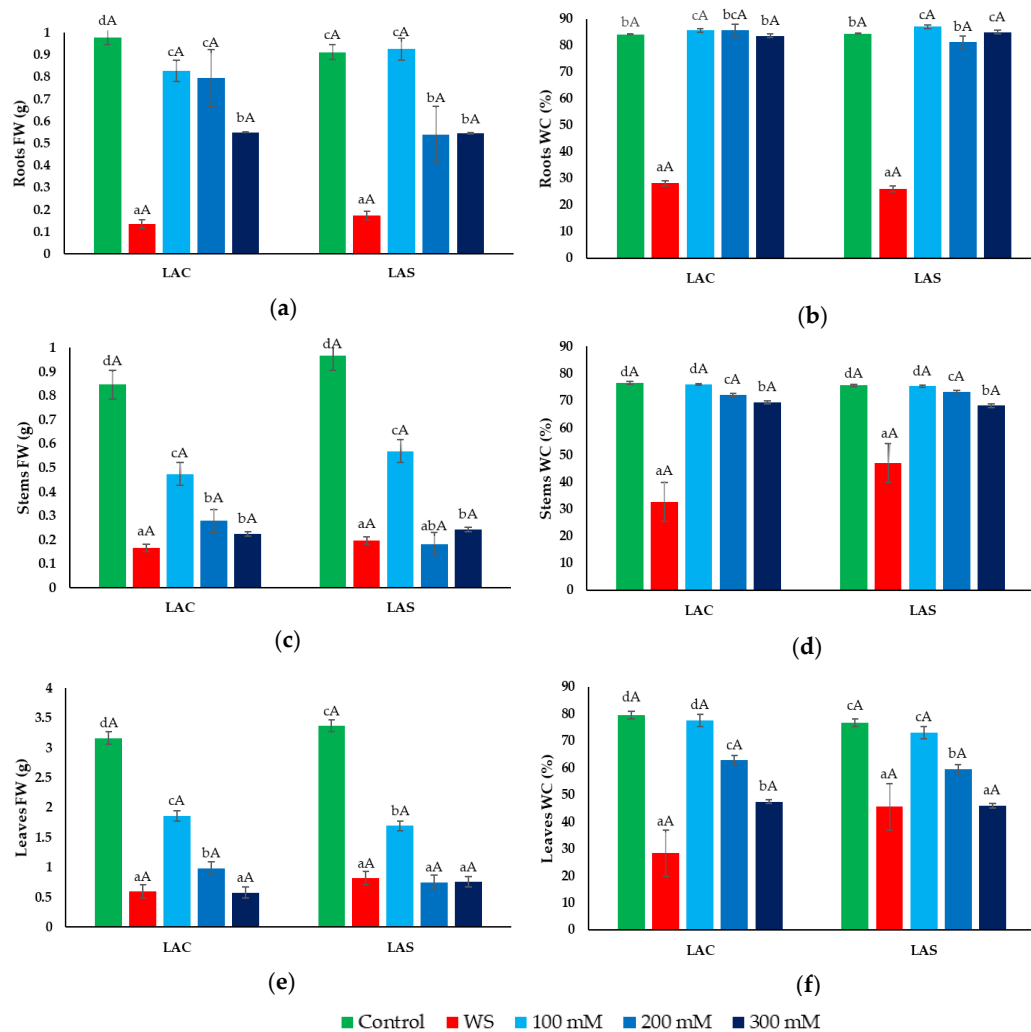 dA cA cA bA aA cA cA bA bA aA
Roots FW (g)
1
0.9
0.8
0.7
0.6
0.5
0.4
0.3
0.2
0.1
0
LAC LAS
(a)
bA aA cA bcA bA bA aA cA bA cA
Roots WC (%)
90
80
70
60
50
40
30
20
10
0
LAC LAS
(b)
dA aA cA bA bA dA aA cA abA bA
Stems FW (g)
1
0.9
0.8
0.7
0.6
0.5
0.4
0.3
0.2
0.1
0
LAC LAS
(c)
dA aA dA cA bA dA aA dA cA bA
Stems WC (%)
90
80
70
60
50
40
30
20
10
0
LAC LAS
(d)
dA aA cA bA aA cA aA bA aA aA
Leaves FW (g)
4
3.5
3
2.5
2
1.5
1
0.5
0
LAC LAS
(e)
dA aA dA cA bA cA aA cA bA aA
Leaves WC (%)
90
80
70
60
50
40
30
20
10
0
LAC LAS
(f)
Control WS 100 mM 200 mM 300 mM